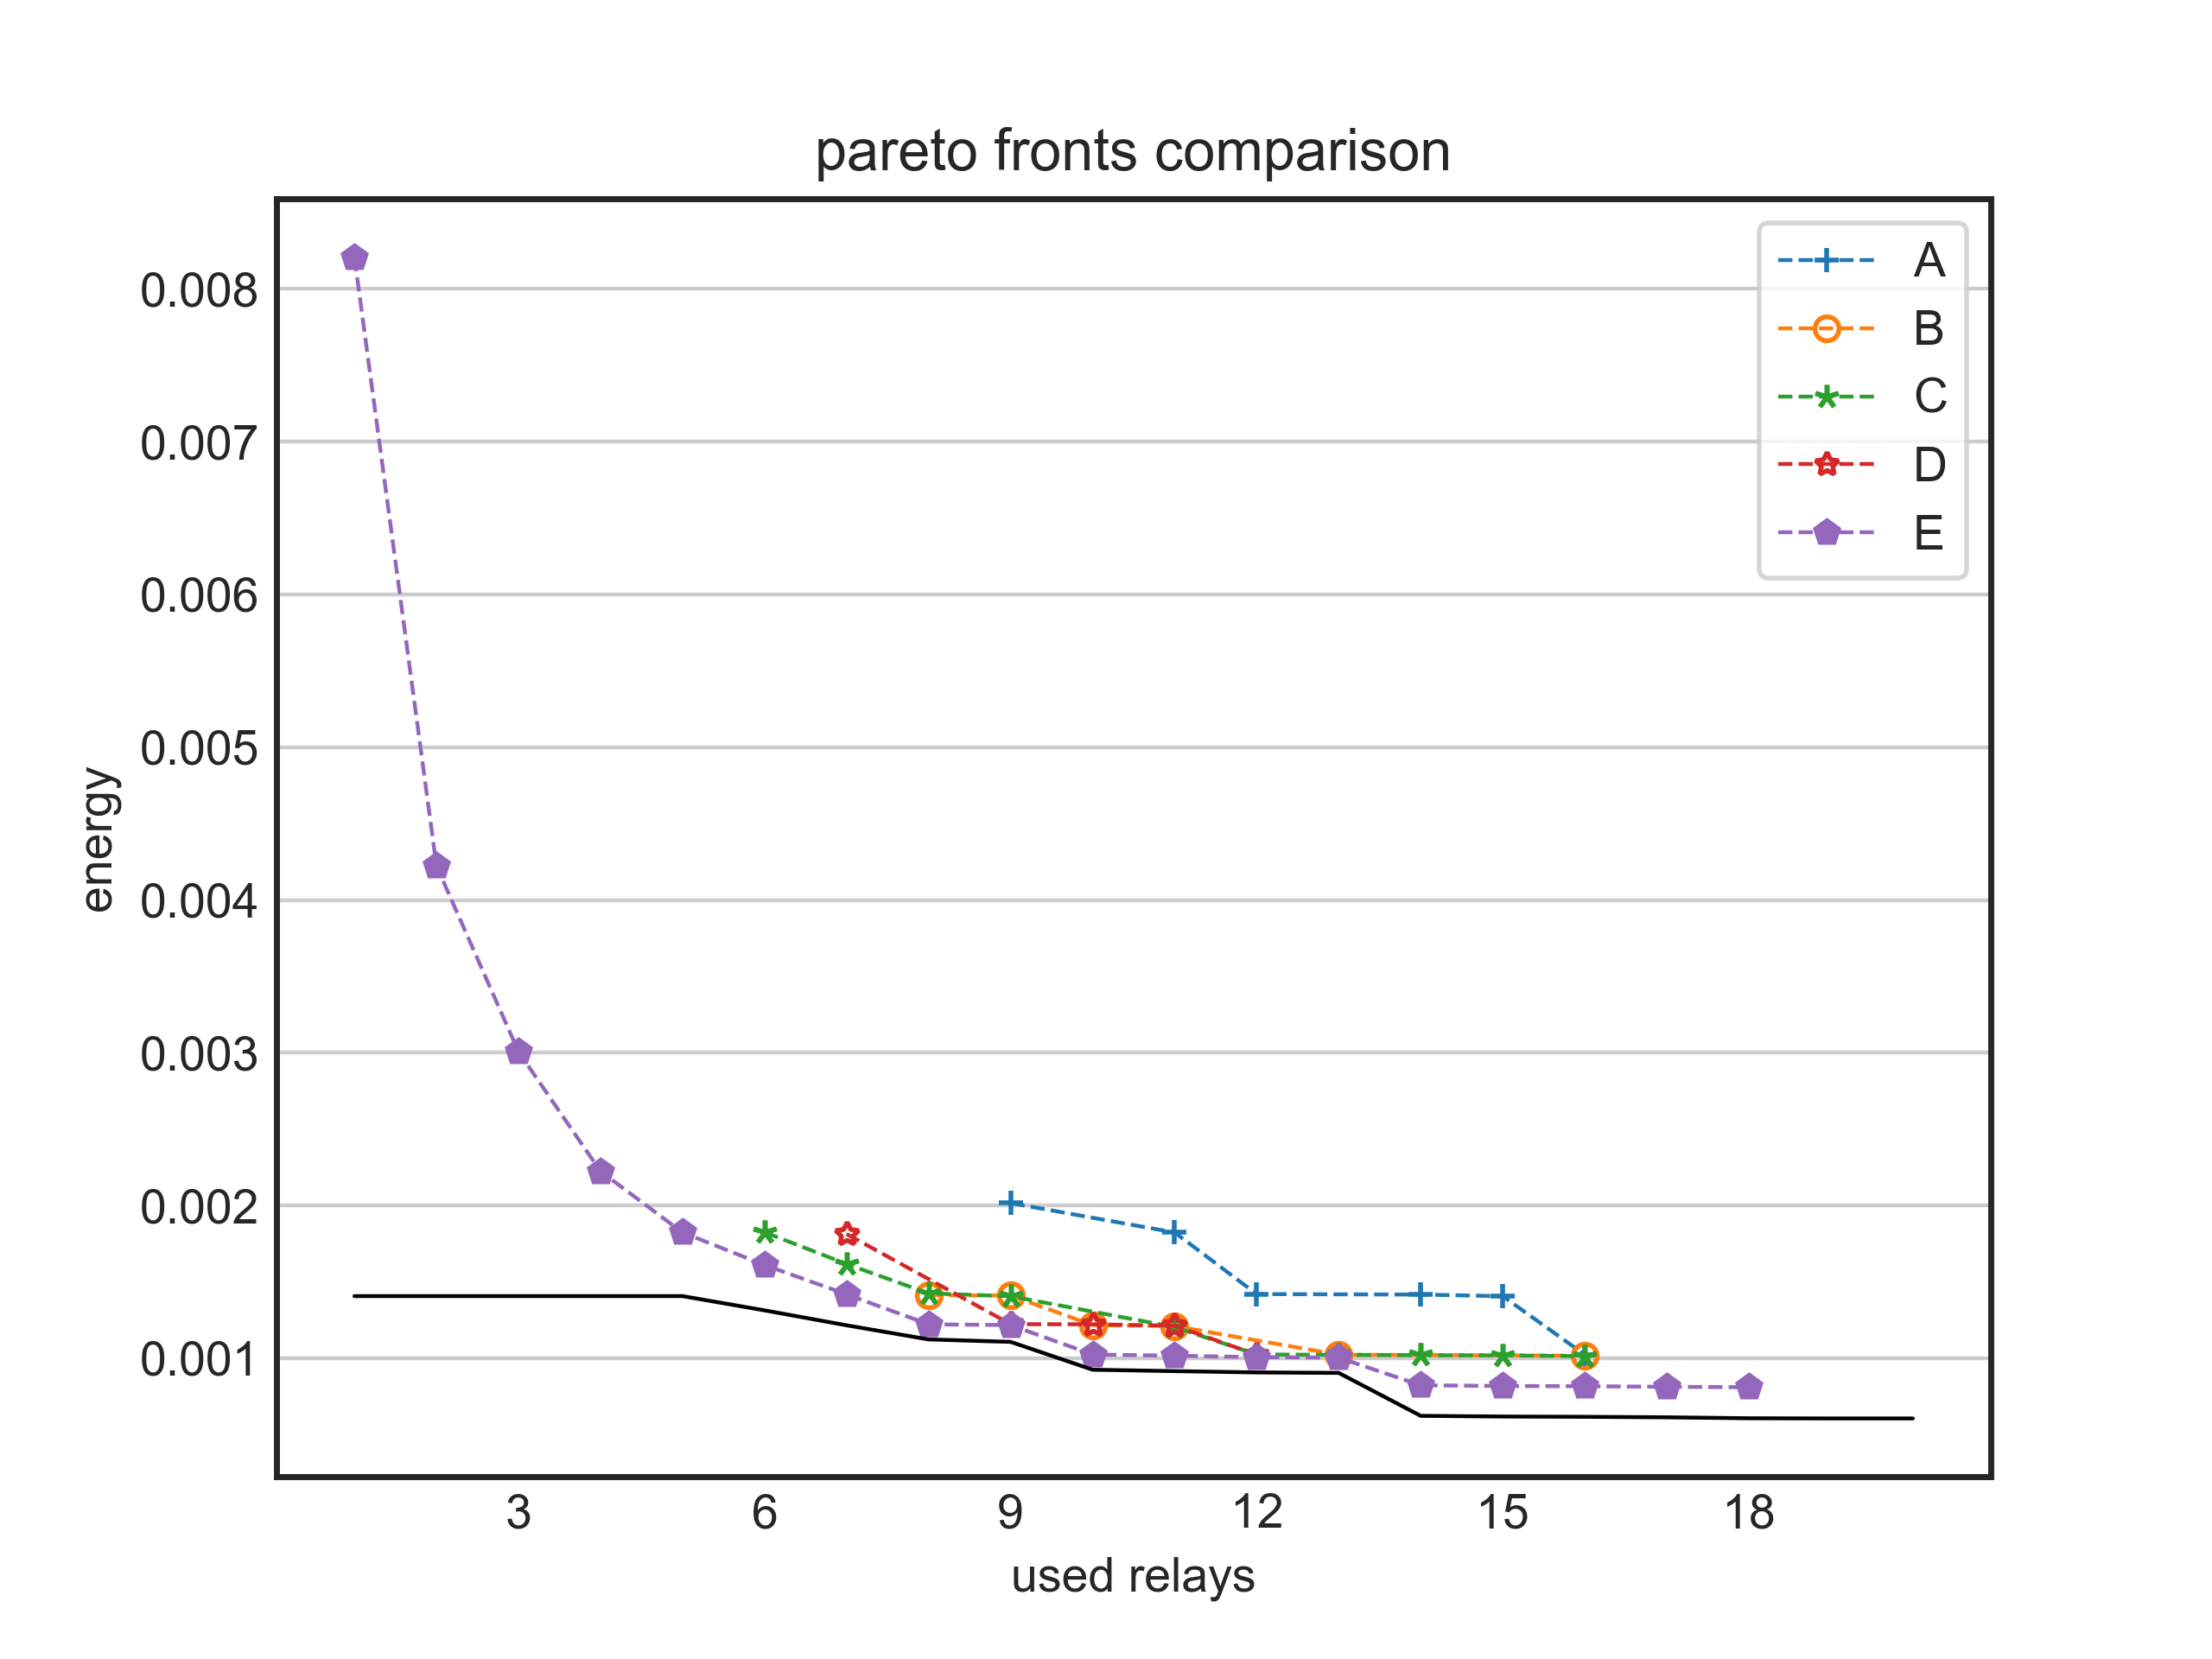 pareto fronts comparison
A
B
C
D
E
0.008
0.007
0.006
0.005
0.004
0.003
0.002
0.001
energy
3 6 9 12 15 18
used relays